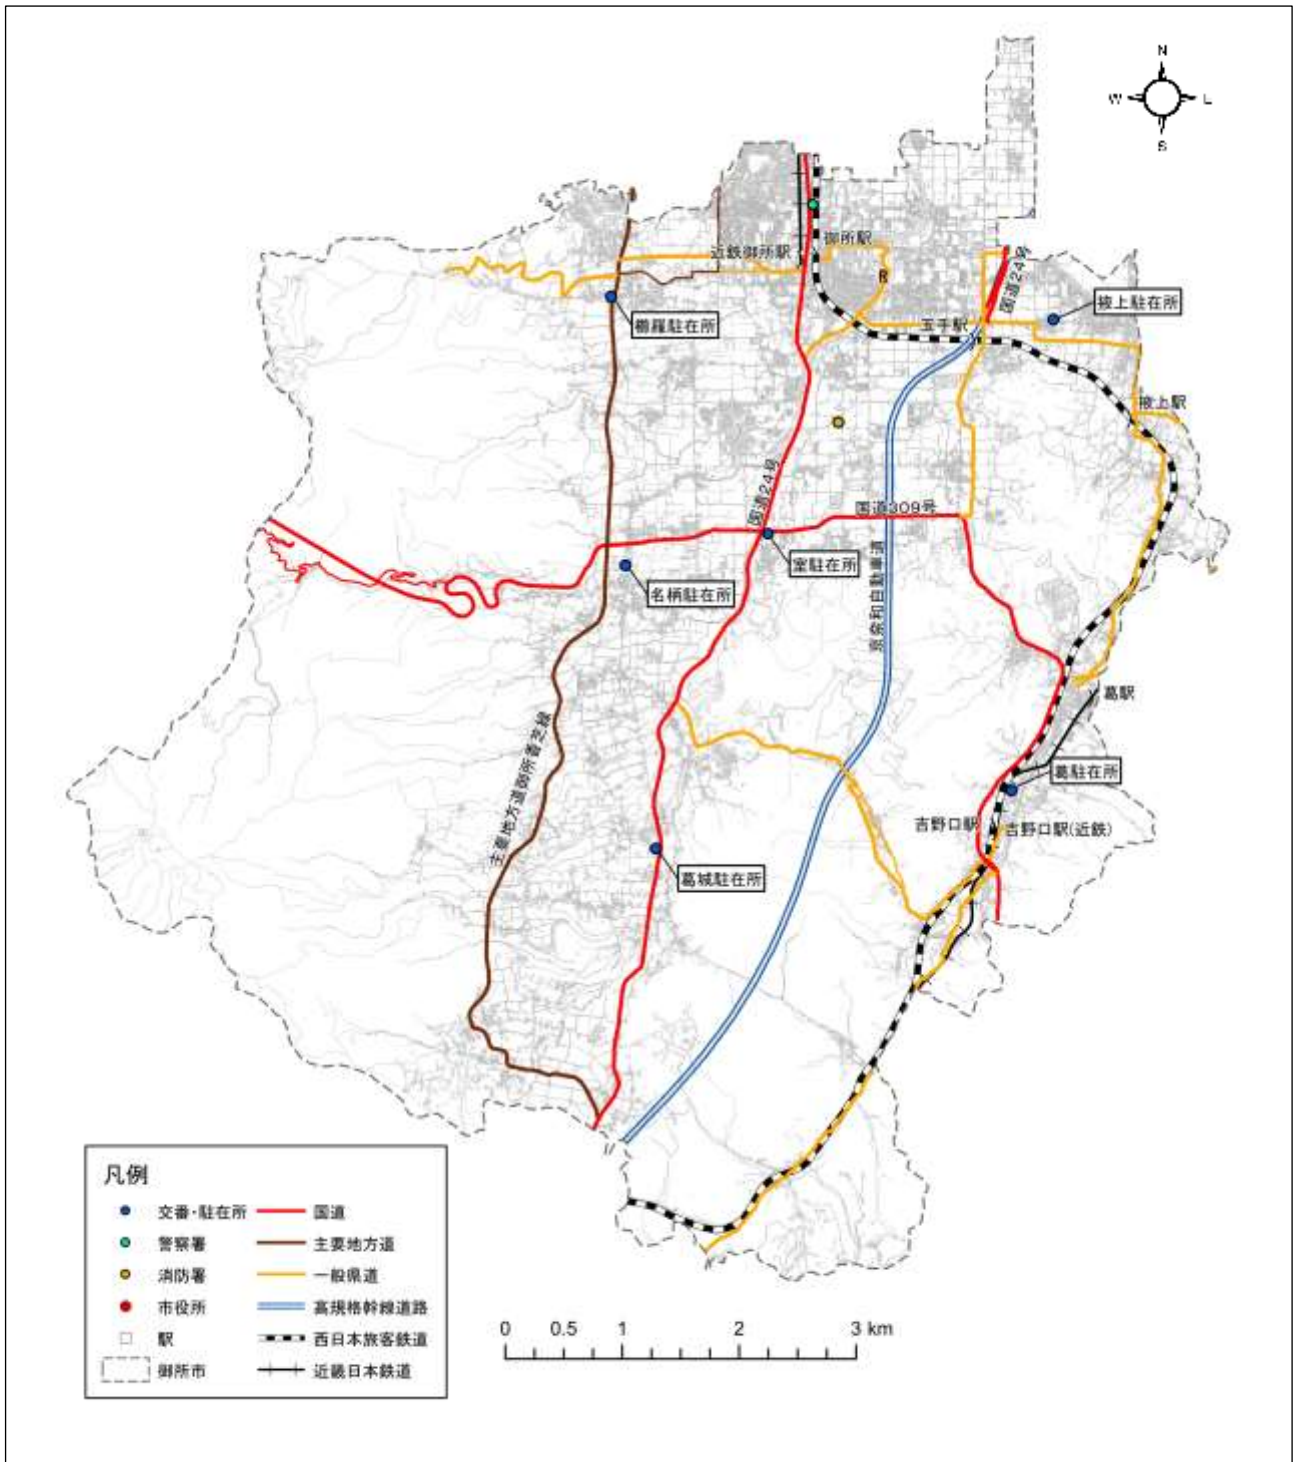 N
W
L
S
近鉄御所駅
御所駅
国道24号
櫛羅駐在所
玉手駅
掖上駐在所
掖上駅
国道24号
国道309号
室駐在所
名柄駐在所
京奈和自動車道
葛駅
主要地方道御所香芝線
葛駐在所
吉野口駅
吉野口駅(近鉄)
葛城駐在所
凡例
交番・駐在所
国道
警察署
主要地方道
消防署
一般県道
市役所
高規格幹線道路
駅
西日本旅客鉄道
御所市
近畿日本鉄道
0 0.5 1 2 3 km